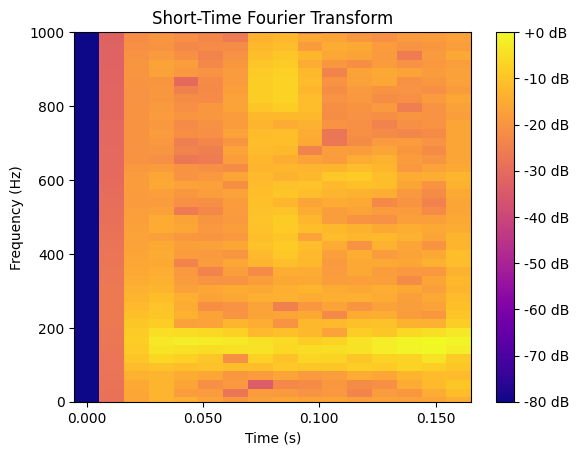 Short-Time Fourier Transform
1000
800
600
400
200
0
Frequency (Hz)
0.000
0.050
0.100
0.150
Time (s)
+0 dB
-10 dB
-20 dB
-30 dB
-40 dB
-50 dB
-60 dB
-70 dB
-80 dB